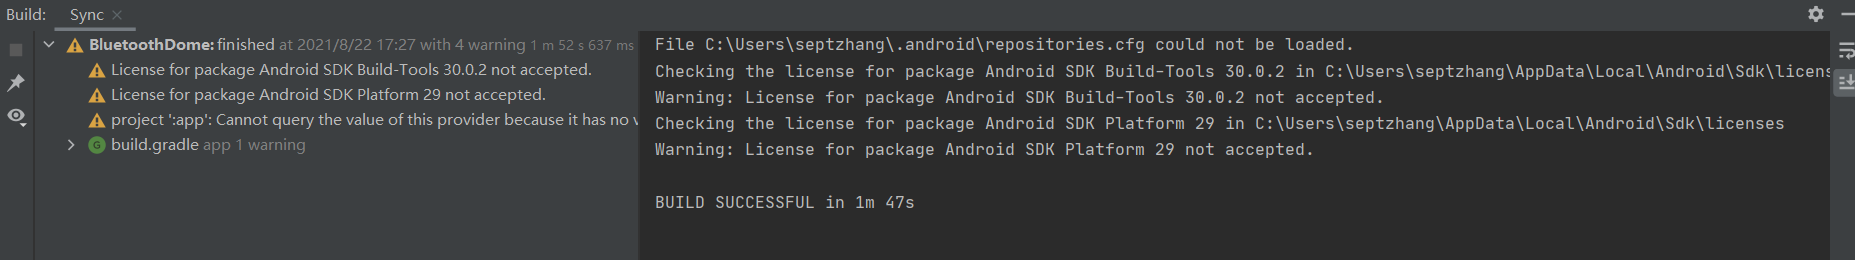 Build: Sync
BluetoothDome: finished at 2021/8/22 17:27 with 4 warning 1 m 52 s 637 ms
License for package Android SDK Build-Tools 30.0.2 not accepted.
License for package Android SDK Platform 29 not accepted.
project ':app': Cannot query the value of this provider because it has no v
build.gradle app 1 warning
File C:\Users\septzhang\.android\repositories.cfg could not be loaded.
Checking the license for package Android SDK Build-Tools 30.0.2 in C:\Users\septzhang\AppData\Local\Android\Sdk\licens
Warning: License for package Android SDK Build-Tools 30.0.2 not accepted.
Checking the license for package Android SDK Platform 29 in C:\Users\septzhang\AppData\Local\Android\Sdk\licenses
Warning: License for package Android SDK Platform 29 not accepted.
BUILD SUCCESSFUL in 1m 47s